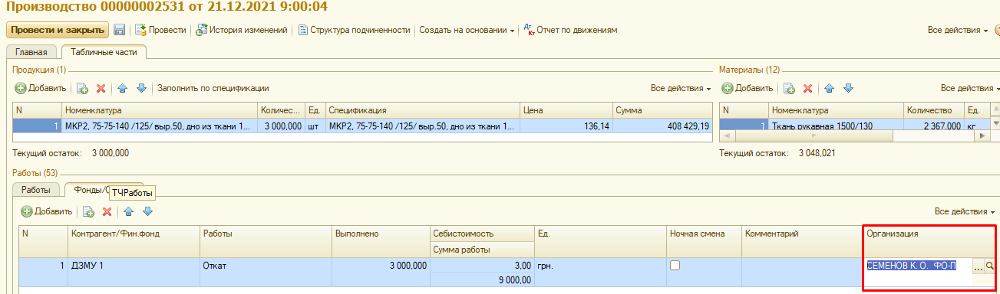 Производство 00000002531 от 21.12.2021 9:00:04
Провести и закрыть Провести История изменений Структура подчиненности Создать на основании Дт Кт Отчет по движениям Все действия
Главная Табличные части
Продукция (1) Материалы (12)
Добавить Заполнить по спецификации Все действия Добавить Все действия
N Номенклатура Количес... Ед. Спецификация Цена Сумма N Номенклатура Количество Ед.
1 МКР2, 75-75-140 /125/ выр.50, дно из ткани 1... 3 000,000 шт МКР2, 75-75-140 /125/ выр.50, дно из ткани 1... 136,14 408 429,19 1 Ткань рукавная 1500/130 2 367,000 кг
Текущий остаток: 3 000,000 Текущий остаток: 3 048,021
Работы (53)
Работы Фонды/С
ТЧРаботы
Добавить Все действия
N Контрагент/Фин.фонд Работы Выполнено Себистоимость Ед. Ночная смена Комментарий Организация
Сумма работы
1 ДЗМУ 1 Откат 3 000,000 3,00 грн. СЕМЕНОВ К. О. ФО-П ...
9 000,00